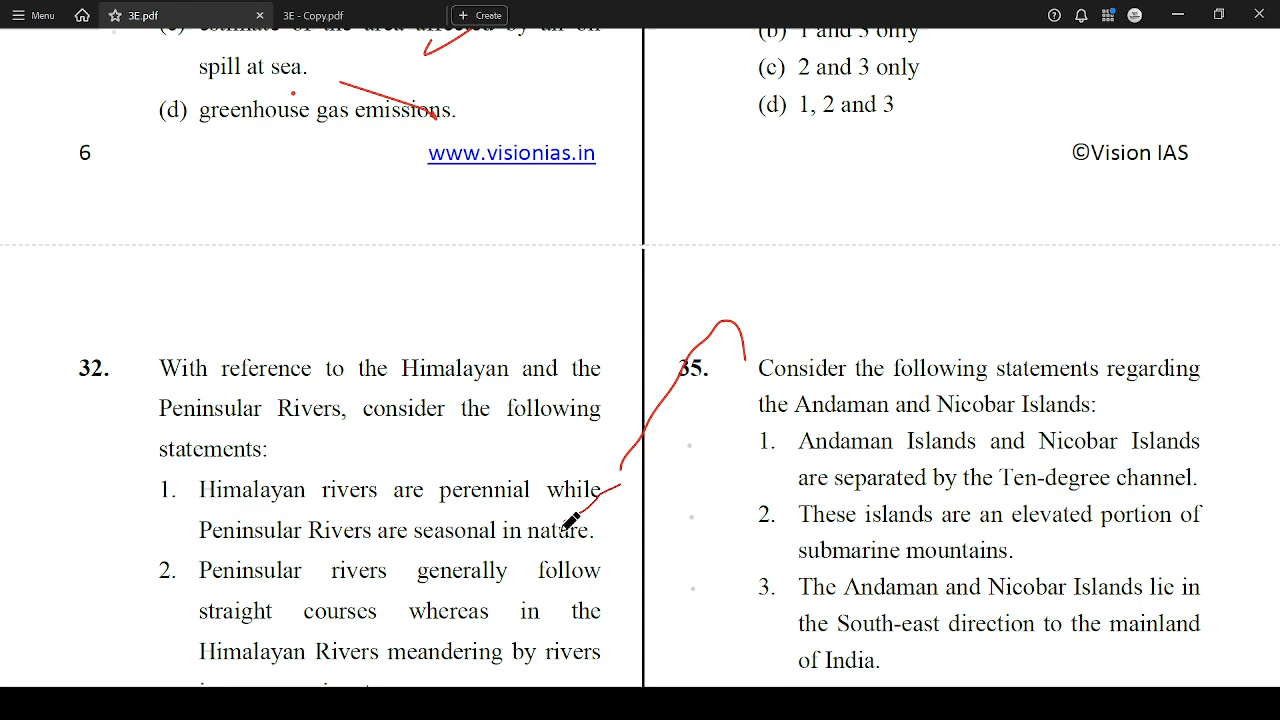 Menu
3E.pdf
3E - Copy.pdf
Create
spill at sea.
(d) greenhouse gas emissions.
6
www.visionias.in
32. With reference to the Himalayan and the
Peninsular Rivers, consider the following
statements:
1. Himalayan rivers are perennial while
Peninsular Rivers are seasonal in nature.
2. Peninsular rivers generally follow
straight courses whereas in the
Himalayan Rivers meandering by rivers
(b) 1 and 3 only
(c) 2 and 3 only
(d) 1, 2 and 3
©Vision IAS
35. Consider the following statements regarding
the Andaman and Nicobar Islands:
1. Andaman Islands and Nicobar Islands
are separated by the Ten-degree channel.
2. These islands are an elevated portion of
submarine mountains.
3. The Andaman and Nicobar Islands lie in
the South-east direction to the mainland
of India.